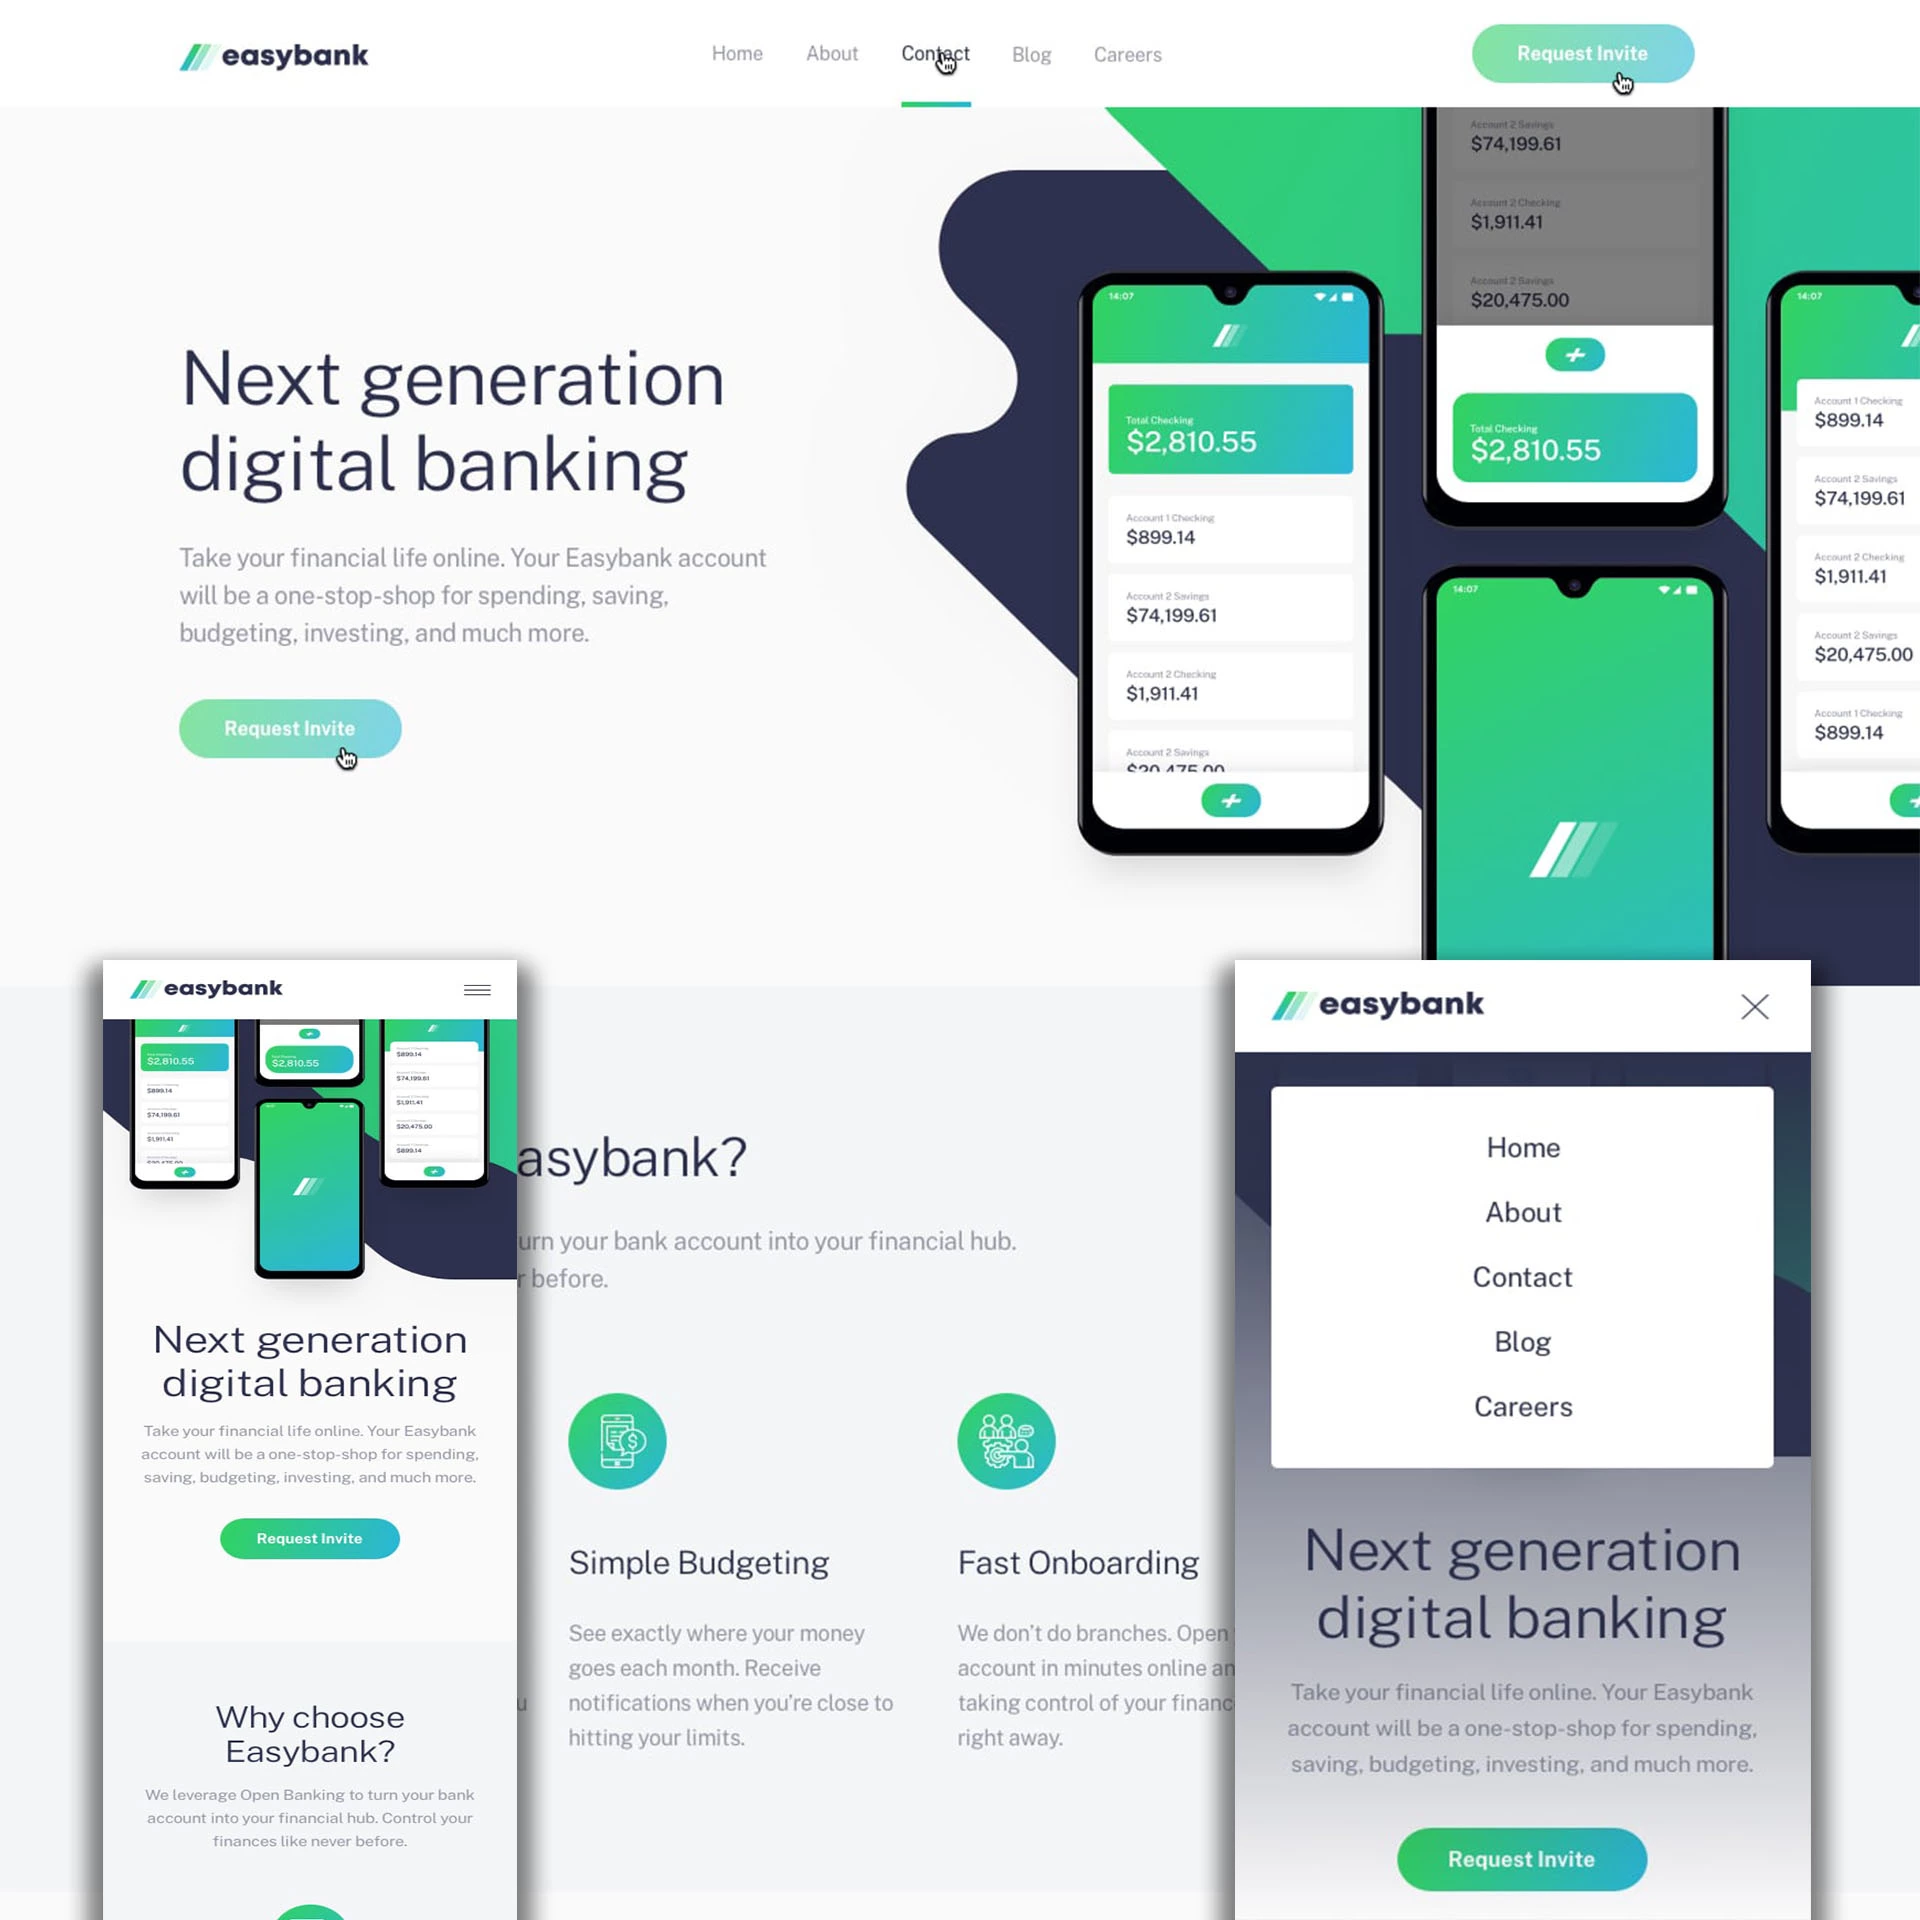 easybank
Home
About
Contact
Blog
Careers
Request Invite
Next generation
digital banking
Take your financial life online. Your Easybank account
will be a one-stop-shop for spending, saving,
budgeting, investing, and much more.
Request Invite
14:07
Total Checking
$2,810.55
Account 1 Checking
$899.14
Account 2 Savings
$74,199.61
Account 2 Checking
$1,911.41
Account 2 Savings
$20,475.00
Account 2 Savings
$74,199.61
Account 2 Checking
$1,911.41
Account 2 Savings
$20,475.00
Total Checking
$2,810.55
14:07
14:07
Account 1 Checking
$899.14
Account 2 Savings
$74,199.61
Account 2 Checking
$1,911.41
Account 2 Savings
$20,475.00
Account 1 Checking
$899.14
asybank?
urn your bank account into your financial hub.
r before.
Simple Budgeting
See exactly where your money
goes each month. Receive
notifications when you're close to
hitting your limits.
Fast Onboarding
We don't do branches. Open
account in minutes online an
taking control of your financ
right away.
u
easybank
$2,810.55
$899.14
$74,199.61
$1,911.41
$20,475.00
$2,810.55
$899.14
$74,199.61
$1,911.41
$20,475.00
$899.14
Next generation
digital banking
Take your financial life online. Your Easybank
account will be a one-stop-shop for spending,
saving, budgeting, investing, and much more.
Request Invite
Why choose
Easybank?
We leverage Open Banking to turn your bank
account into your financial hub. Control your
finances like never before.
easybank
Home
About
Contact
Blog
Careers
Next generation
digital banking
Take your financial life online. Your Easybank
account will be a one-stop-shop for spending,
saving, budgeting, investing, and much more.
Request Invite